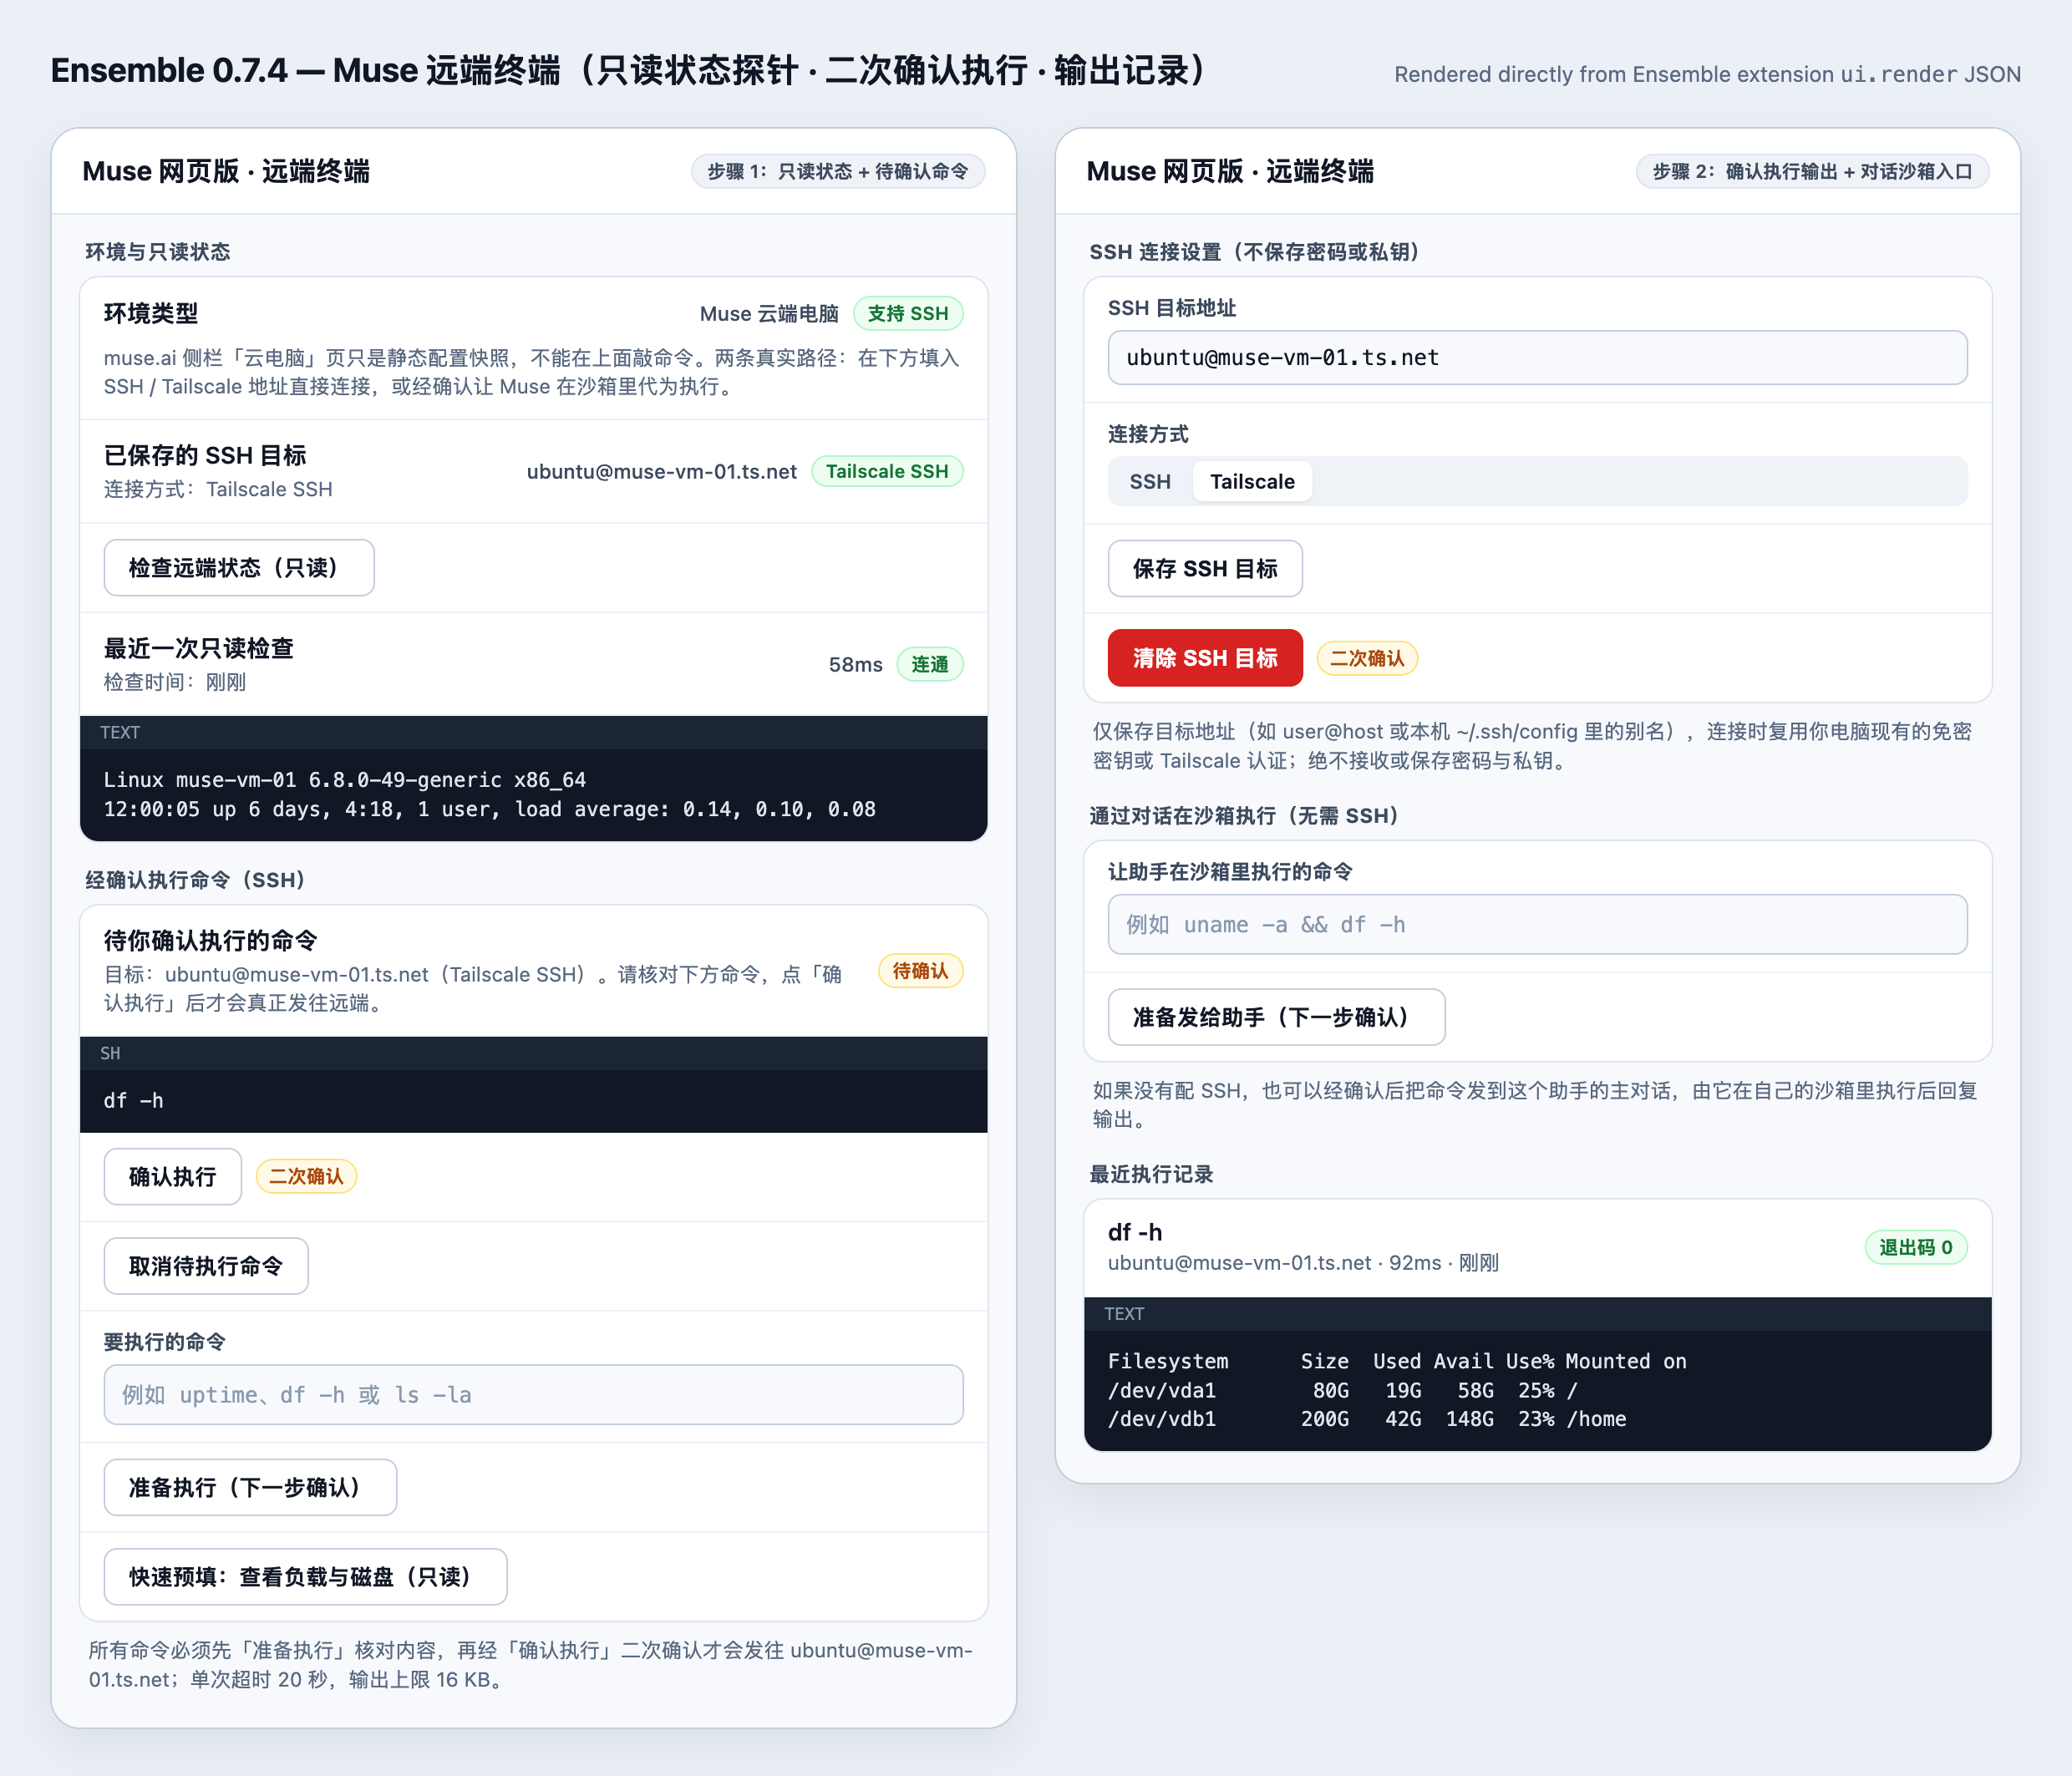 Ensemble 0.7.4 — Muse 远端终端（只读状态探针 · 二次确认执行 · 输出记录）
Rendered directly from Ensemble extension ui.render JSON
Muse 网页版 · 远端终端
步骤 1：只读状态 + 待确认命令
环境与只读状态
环境类型
Muse 云端电脑
支持 SSH
muse.ai 侧栏「云电脑」页只是静态配置快照，不能在上面敲命令。两条真实路径：在下方填入
SSH / Tailscale 地址直接连接，或经确认让 Muse 在沙箱里代为执行。
已保存的 SSH 目标
连接方式：Tailscale SSH
ubuntu@muse-vm-01.ts.net
Tailscale SSH
检查远端状态（只读）
最近一次只读检查
检查时间：刚刚
58ms
连通
TEXT
Linux muse-vm-01 6.8.0-49-generic x86_64
12:00:05 up 6 days, 4:18, 1 user, load average: 0.14, 0.10, 0.08
经确认执行命令（SSH）
待你确认执行的命令
目标：ubuntu@muse-vm-01.ts.net（Tailscale SSH）。请核对下方命令，点「确
认执行」后才会真正发往远端。
待确认
SH
df -h
确认执行
二次确认
取消待执行命令
要执行的命令
例如 uptime、df -h 或 ls -la
准备执行（下一步确认）
快速预填：查看负载与磁盘（只读）
所有命令必须先「准备执行」核对内容，再经「确认执行」二次确认才会发往 ubuntu@muse-vm-
01.ts.net；单次超时 20 秒，输出上限 16 KB。
Muse 网页版 · 远端终端
步骤 2：确认执行输出 + 对话沙箱入口
SSH 连接设置（不保存密码或私钥）
SSH 目标地址
ubuntu@muse-vm-01.ts.net
连接方式
SSH
Tailscale
保存 SSH 目标
清除 SSH 目标
二次确认
仅保存目标地址（如 user@host 或本机 ~/.ssh/config 里的别名），连接时复用你电脑现有的免密
密钥或 Tailscale 认证；绝不接收或保存密码与私钥。
通过对话在沙箱执行（无需 SSH）
让助手在沙箱里执行的命令
例如 uname -a && df -h
准备发给助手（下一步确认）
如果没有配 SSH，也可以经确认后把命令发到这个助手的主对话，由它在自己的沙箱里执行后回复
输出。
最近执行记录
df -h
ubuntu@muse-vm-01.ts.net · 92ms · 刚刚
退出码 0
TEXT
Filesystem      Size  Used Avail Use% Mounted on
/dev/vda1        80G   19G   58G  25% /
/dev/vdb1       200G   42G  148G  23% /home